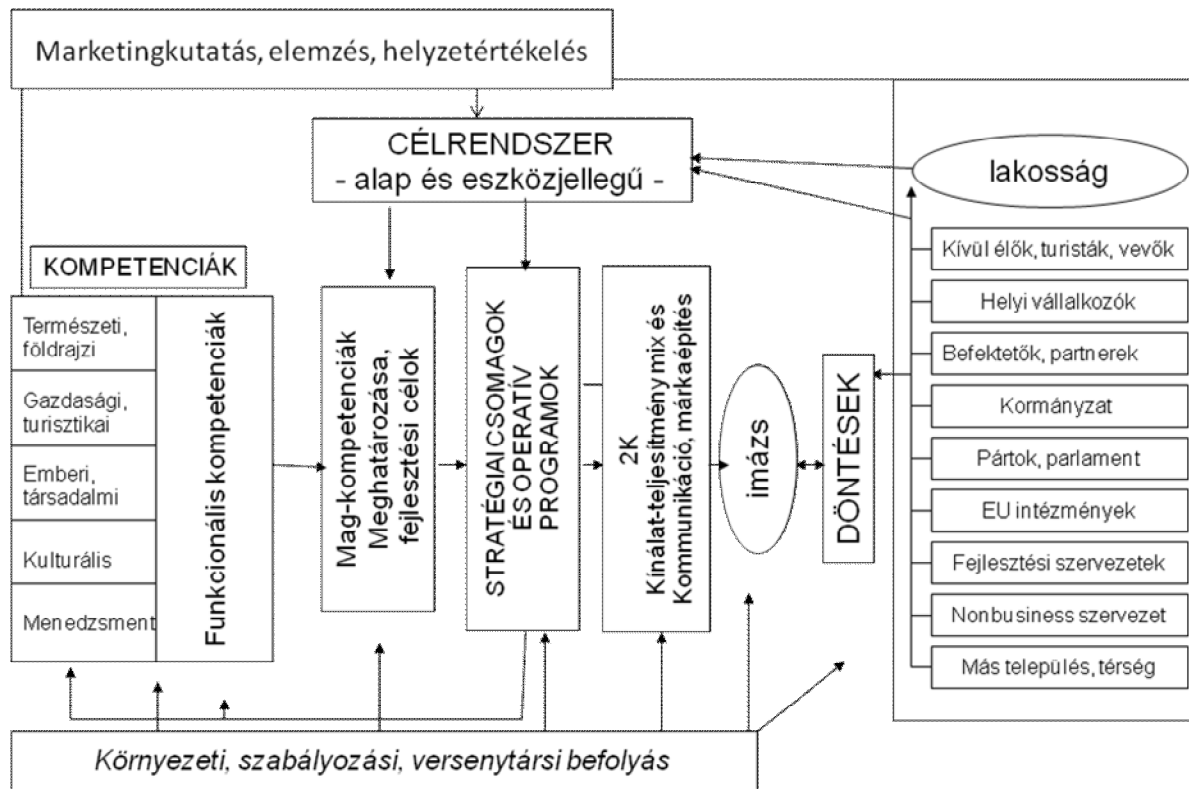 Marketingkutatás, elemzés, helyzetértékelés
CÉLRENDSZER
- alap és eszközjellegű -
lakosság
KOMPETENCIÁK
Természeti,
földrajzi
Gazdasági,
turisztikai
Emberi,
társadalmi
Kulturális
Menedzsment
Funkcionális kompetenciák
Mag-kompetenciák
Meghatározása,
fejlesztési célok
STRATÉGIAICSOMAGOK
ÉS OPERATÍV
PROGRAMOK
2K
Kínálat-teljesítmény mix és
Kommunikáció, márkaépítés
imázs
DÖNTÉSEK
Kívül élők, turisták, vevők
Helyi vállalkozók
Befektetők, partnerek
Kormányzat
Pártok, parlament
EU intézmények
Fejlesztési szervezetek
Nonbusiness szervezet
Más település, térség
Környezeti, szabályozási, versenytársi befolyás